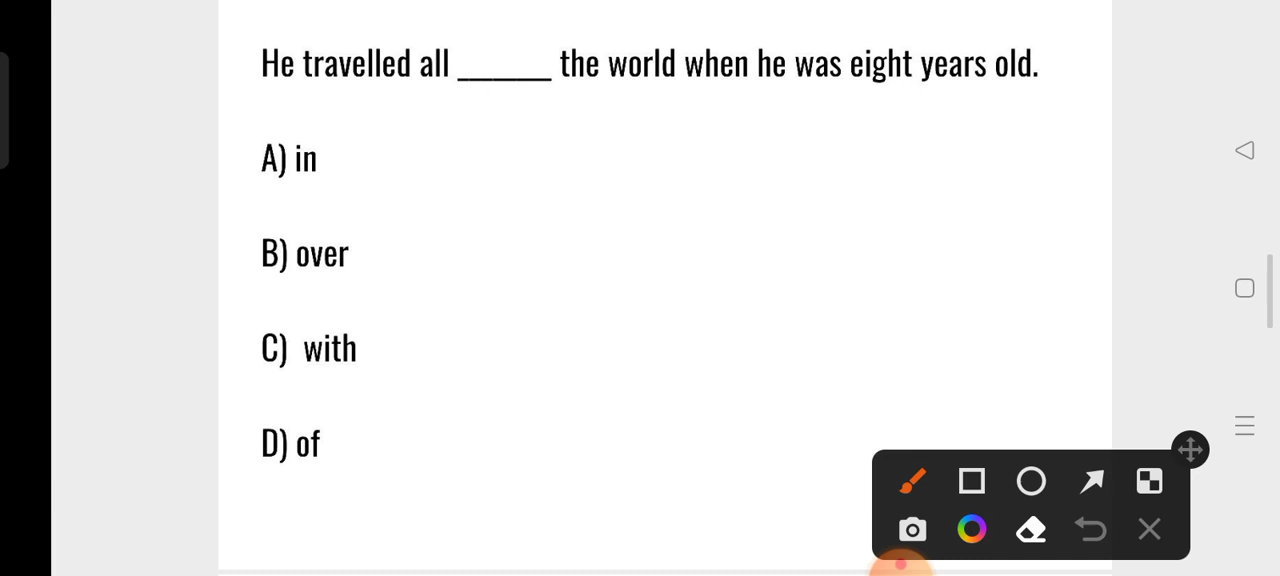 He travelled all ______ the world when he was eight years old.
A) in
B) over
C) with
D) of